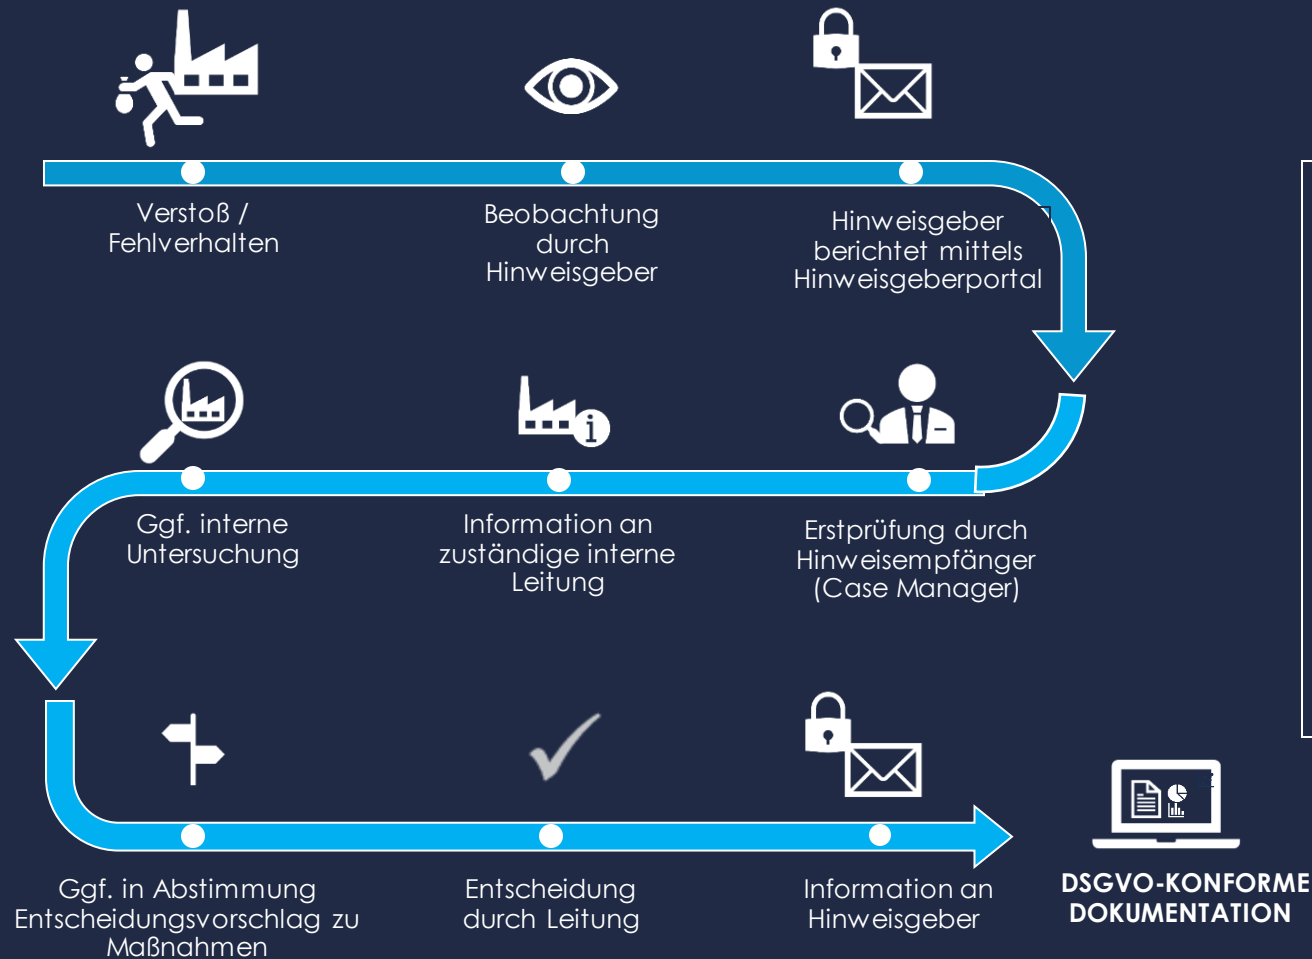 Verstoß /
Fehlverhalten
Beobachtung
durch
Hinweisgeber
Hinweisgeber
berichtet mittels
Hinweisgeberportal
Ggf. interne
Untersuchung
Information an
zuständige interne
Leitung
Erstprüfung durch
Hinweisempfänger
(Case Manager)
Ggf. in Abstimmung
Entscheidungsvorschlag zu
Maßnahmen
Entscheidung
durch Leitung
Information an
Hinweisgeber
DSGVO-KONFORME
DOKUMENTATION